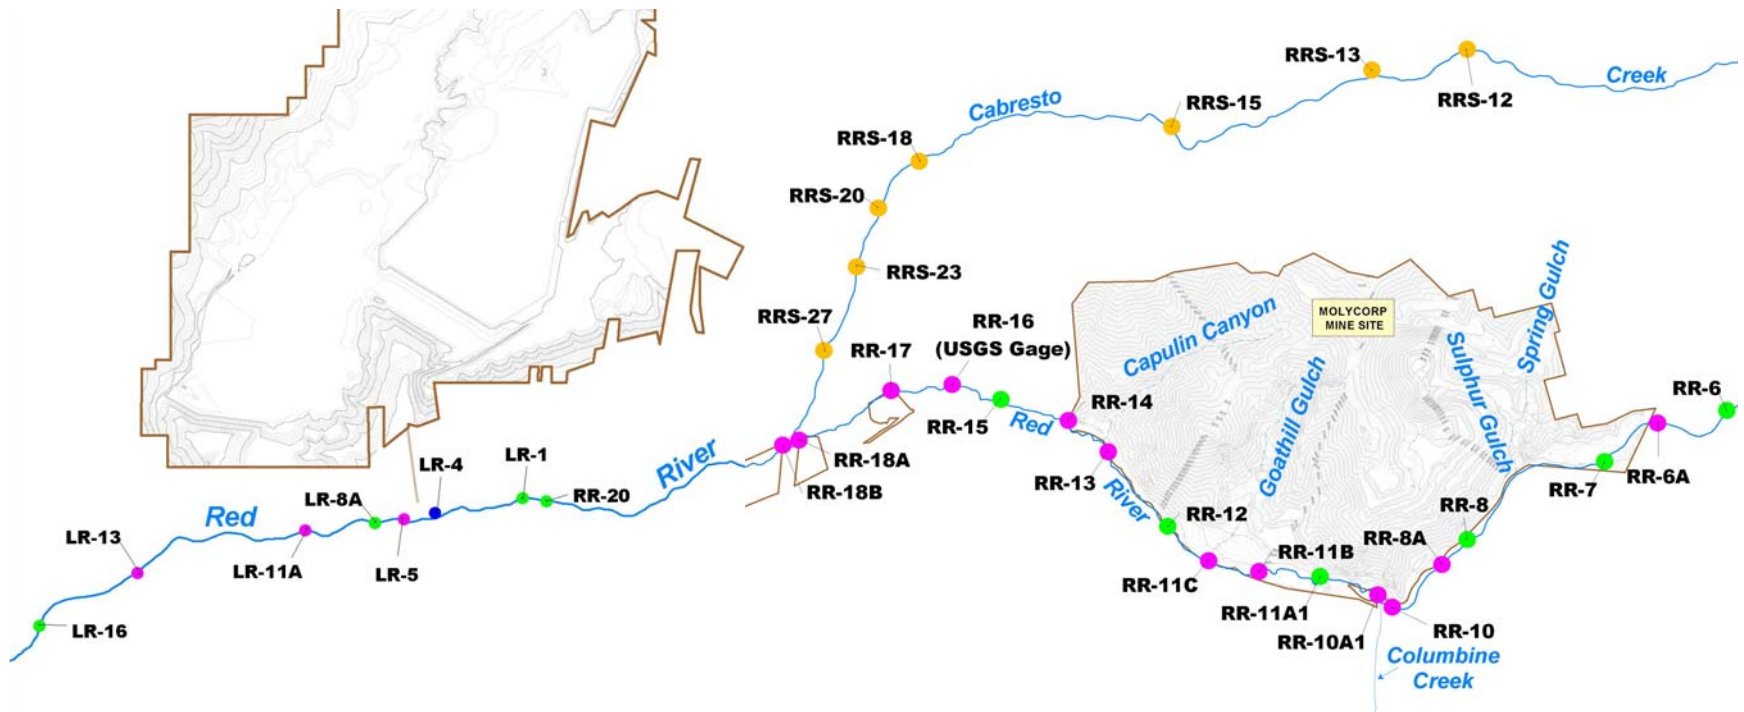 RRS-13
Creek
RRS-12
Cabresto
RRS-15
RRS-18
RRS-20
RRS-23
RRS-27
RR-16
(USGS Gage)
RR-17
RR-15
Red
RR-14
Capulin Canyon
MOLYCORP
MINE SITE
Spring Gulch
Sulphur Gulch
Goathill Gulch
RR-6
RR-6A
RR-7
RR-8
RR-8A
RR-13
River
RR-12
RR-11B
RR-11C
RR-11A1
RR-10A1
RR-10
Columbine
Creek
RR-18A
RR-18B
River
LR-4
LR-1
RR-20
LR-8A
Red
LR-5
LR-11A
LR-13
LR-16